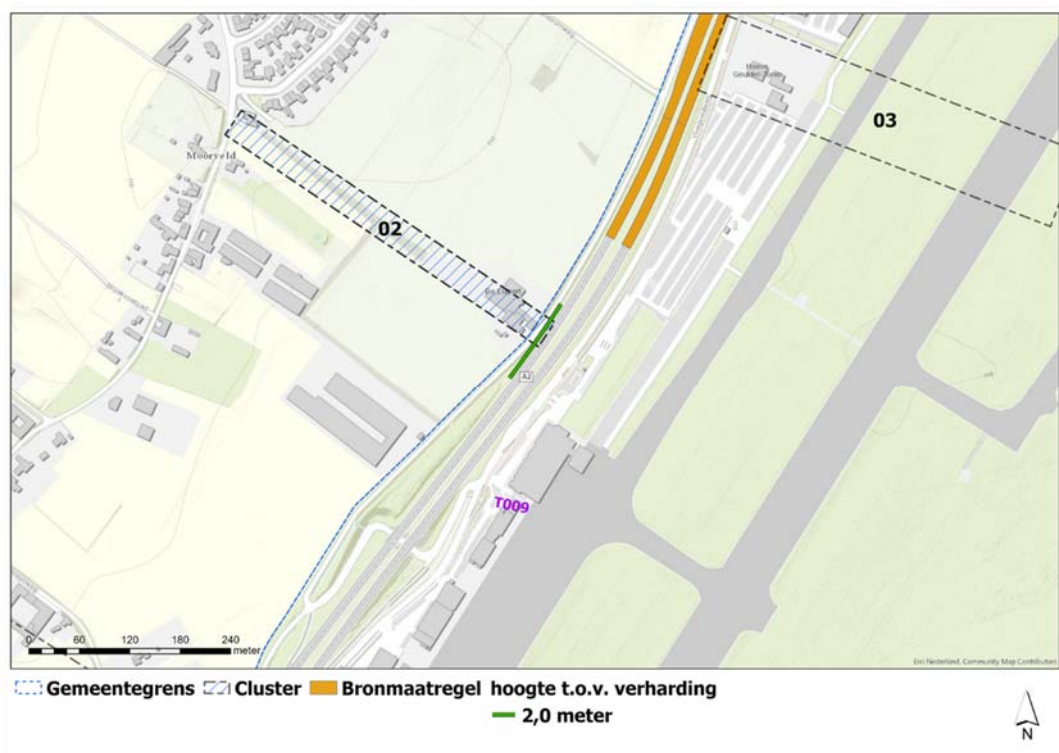 03
Moorveld
02
A2
T009
0 60 120 180 240
meter
Esri Nederland, Community Map Contributors
Gemeentegrens Cluster Bronmaatregel hoogte t.o.v. verharding
2,0 meter
N